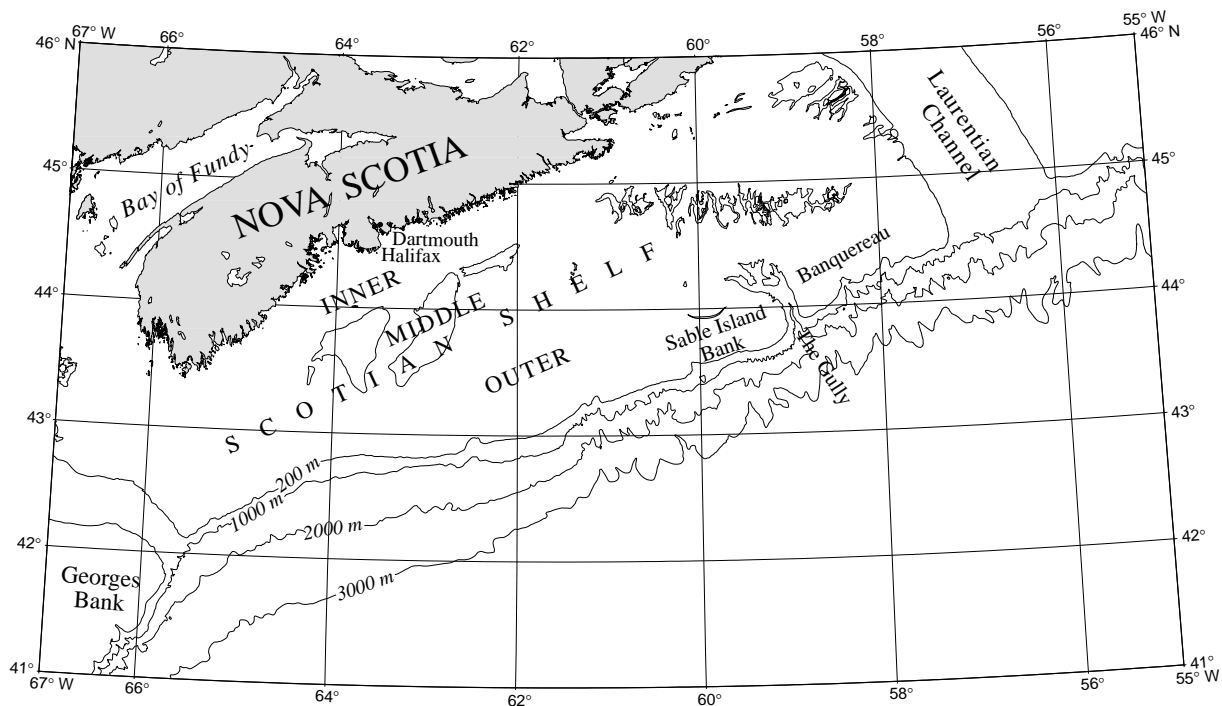 67° W 66° 64° 62° 60° 58° 56° 55° W
46° N 46° N
Laurentian
Channel
45° 45°
Bay of Fundy
NOVA SCOTIA
Dartmouth
Halifax
Banquereau
44° 44°
INNER
MIDDLE
OUTER
SCOTIAN SHELF
Sable Island
Bank
The Gully
43° 43°
200 m
1000 m
2000 m
3000 m
42° 42°
Georges
Bank
41° 41° N
67° W 66° 64° 62° 60° 58° 56° 55° W